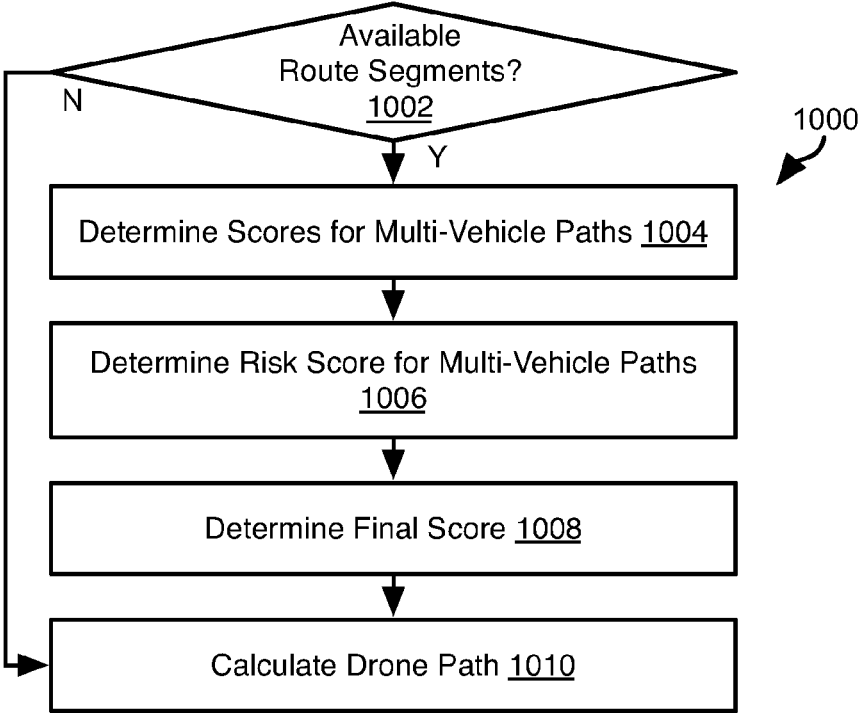 Available
Route Segments?
1002
N
Y
1000
Determine Scores for Multi-Vehicle Paths 1004
Determine Risk Score for Multi-Vehicle Paths
1006
Determine Final Score 1008
Calculate Drone Path 1010